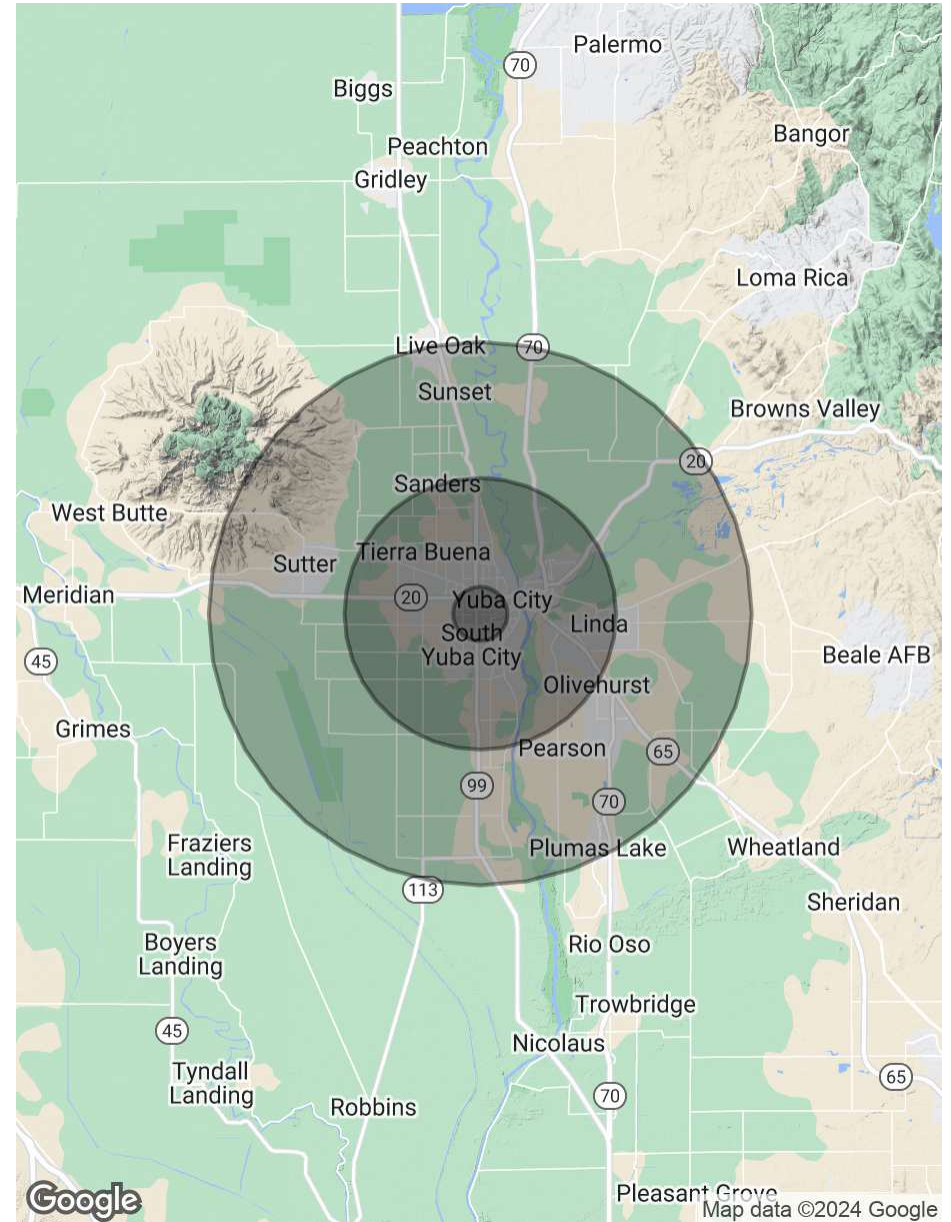 Palermo
70
Biggs
Bangor
Peachton
Gridley
Loma Rica
Live Oak
70
Sunset
Browns Valley
20
Sanders
West Butte
Tierra Buena
Sutter
Meridian
20
Yuba City
Linda
South
Yuba City
45
Beale AFB
Olivehurst
Grimes
Pearson
65
99
70
Fraziers
Landing
Plumas Lake
Wheatland
113
Sheridan
Boyers
Landing
Rio Oso
Trowbridge
45
Nicolaus
Tyndall
Landing
65
Robbins
70
Pleasant Grove
Google
Map data ©2024 Google